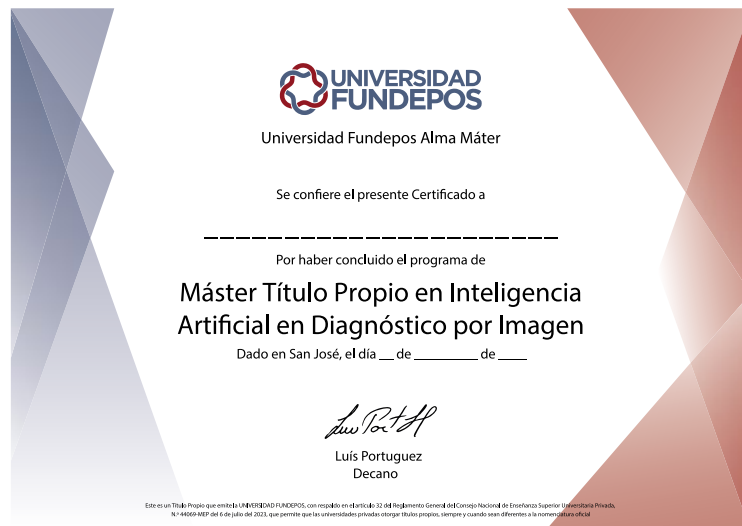 UNIVERSIDAD
FUNDEPOS
Universidad Fundepos Alma Máter
Se confiere el presente Certificado a
Por haber concluido el programa de
Máster Título Propio en Inteligencia
Artificial en Diagnóstico por Imagen
Dado en San José, el día __ de ________ de ____
Luís Portuguez
Decano
Este es un Título Propio que emite la UNIVERSIDAD FUNDEPOS, con respaldo en el artículo 32 del Reglamento General del Consejo Nacional de Enseñanza Superior Universitaria Privada,
N.º 44069-MEP del 6 de julio del 2023, que permite que las universidades privadas otorgar títulos propios, siempre y cuando sean diferentes a la nomenclatura oficial